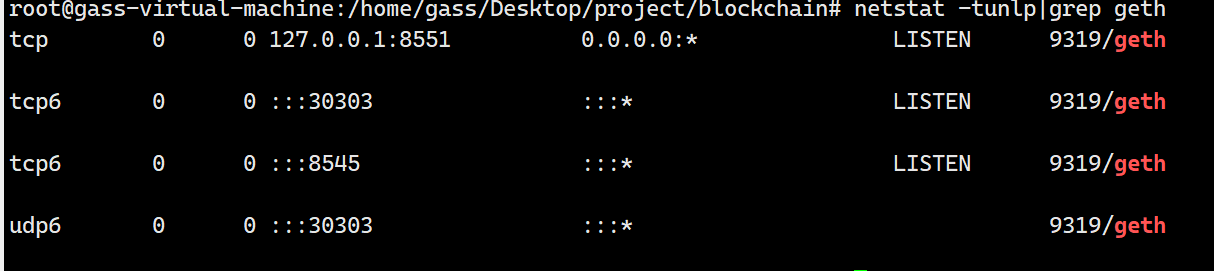 root@gass-virtual-machine:/home/gass/Desktop/project/blockchain# netstat -tunlp|grep geth
tcp 0 0 127.0.0.1:8551 0.0.0.0:* LISTEN 9319/geth
tcp6 0 0 :::30303 :::* LISTEN 9319/geth
tcp6 0 0 :::8545 :::* LISTEN 9319/geth
udp6 0 0 :::30303 :::* 9319/geth